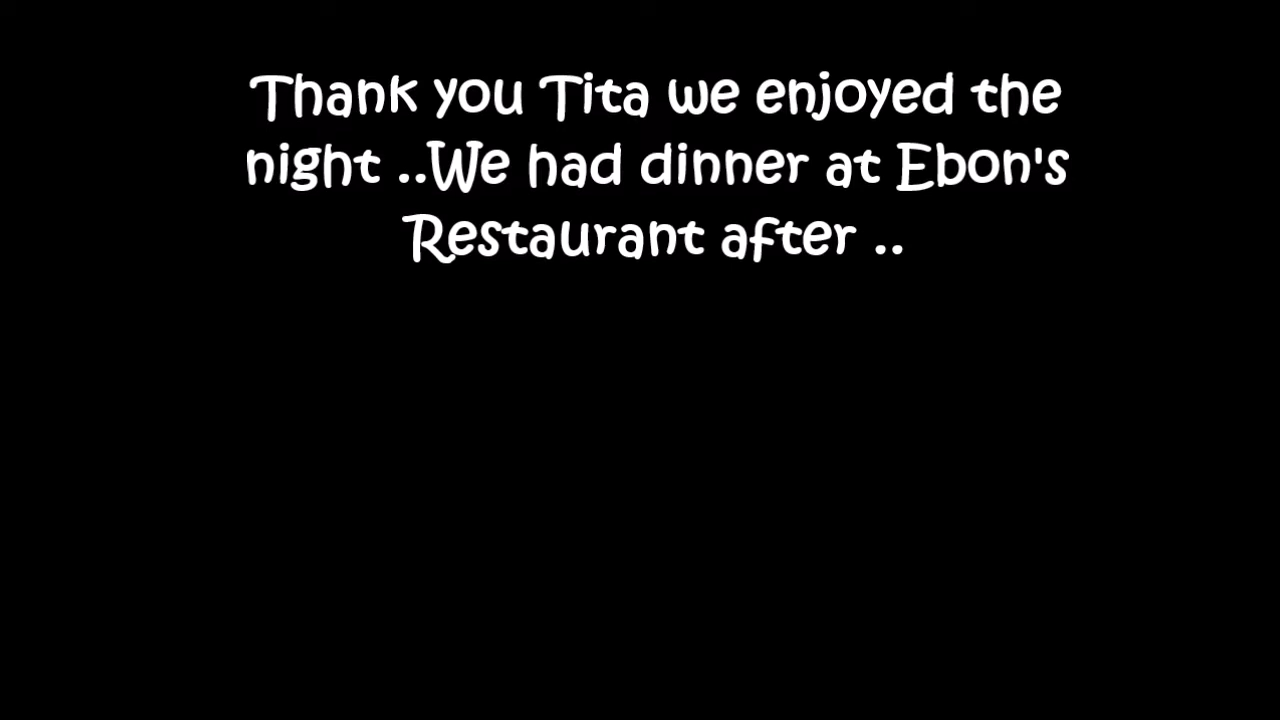 Thank you Tita we enjoyed the
night ..We had dinner at Ebon's
Restaurant after ..